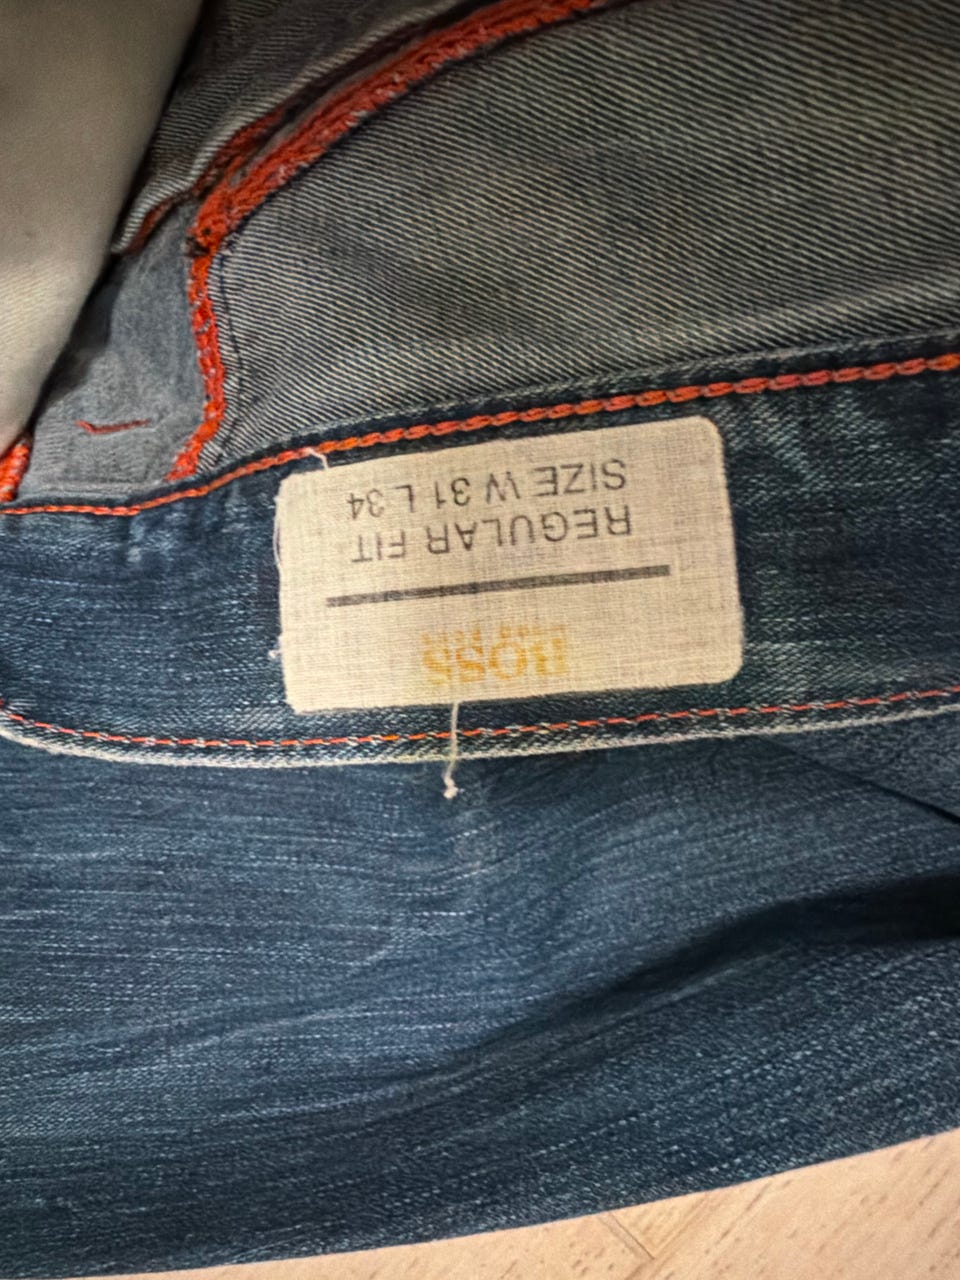 BOSS
REGULAR FIT
SIZE W 31 L 34